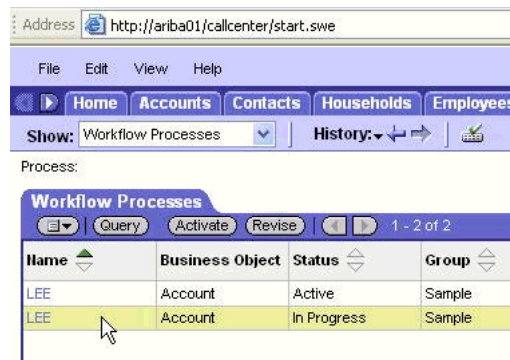 Address http://ariba01/callcenter/start.swe
File Edit View Help
Home Accounts Contacts Households Employees
Show: Workflow Processes History:
Process:
Workflow Processes
Query Activate Revise 1 - 2 of 2
Name Business Object Status Group
LEE Account Active Sample
LEE Account In Progress Sample